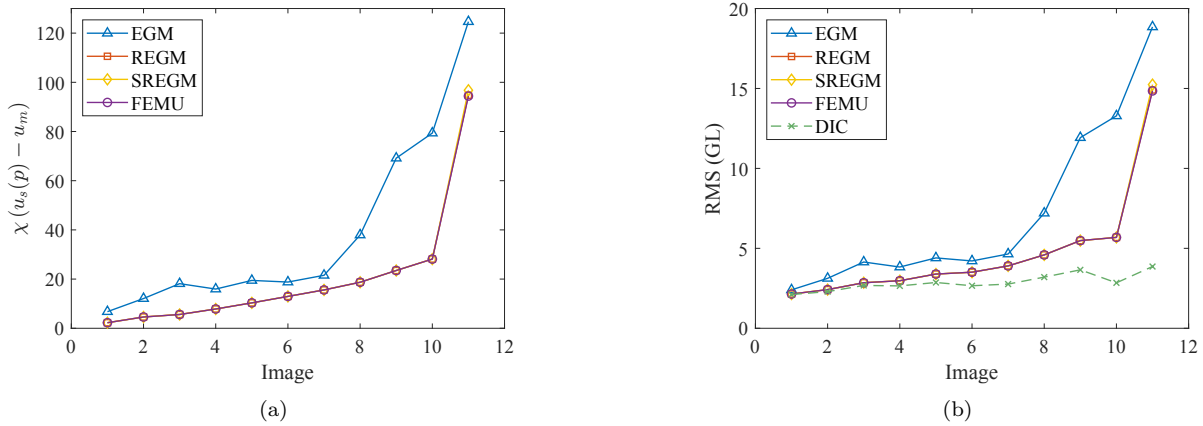 EGM
REGM
SREGM
FEMU
120
100
80
60
40
20
0
χ (u_s(p) − u_m)
0 2 4 6 8 10 12
Image
(a)
EGM
REGM
SREGM
FEMU
DIC
20
15
10
5
0
RMS (GL)
0 2 4 6 8 10 12
Image
(b)